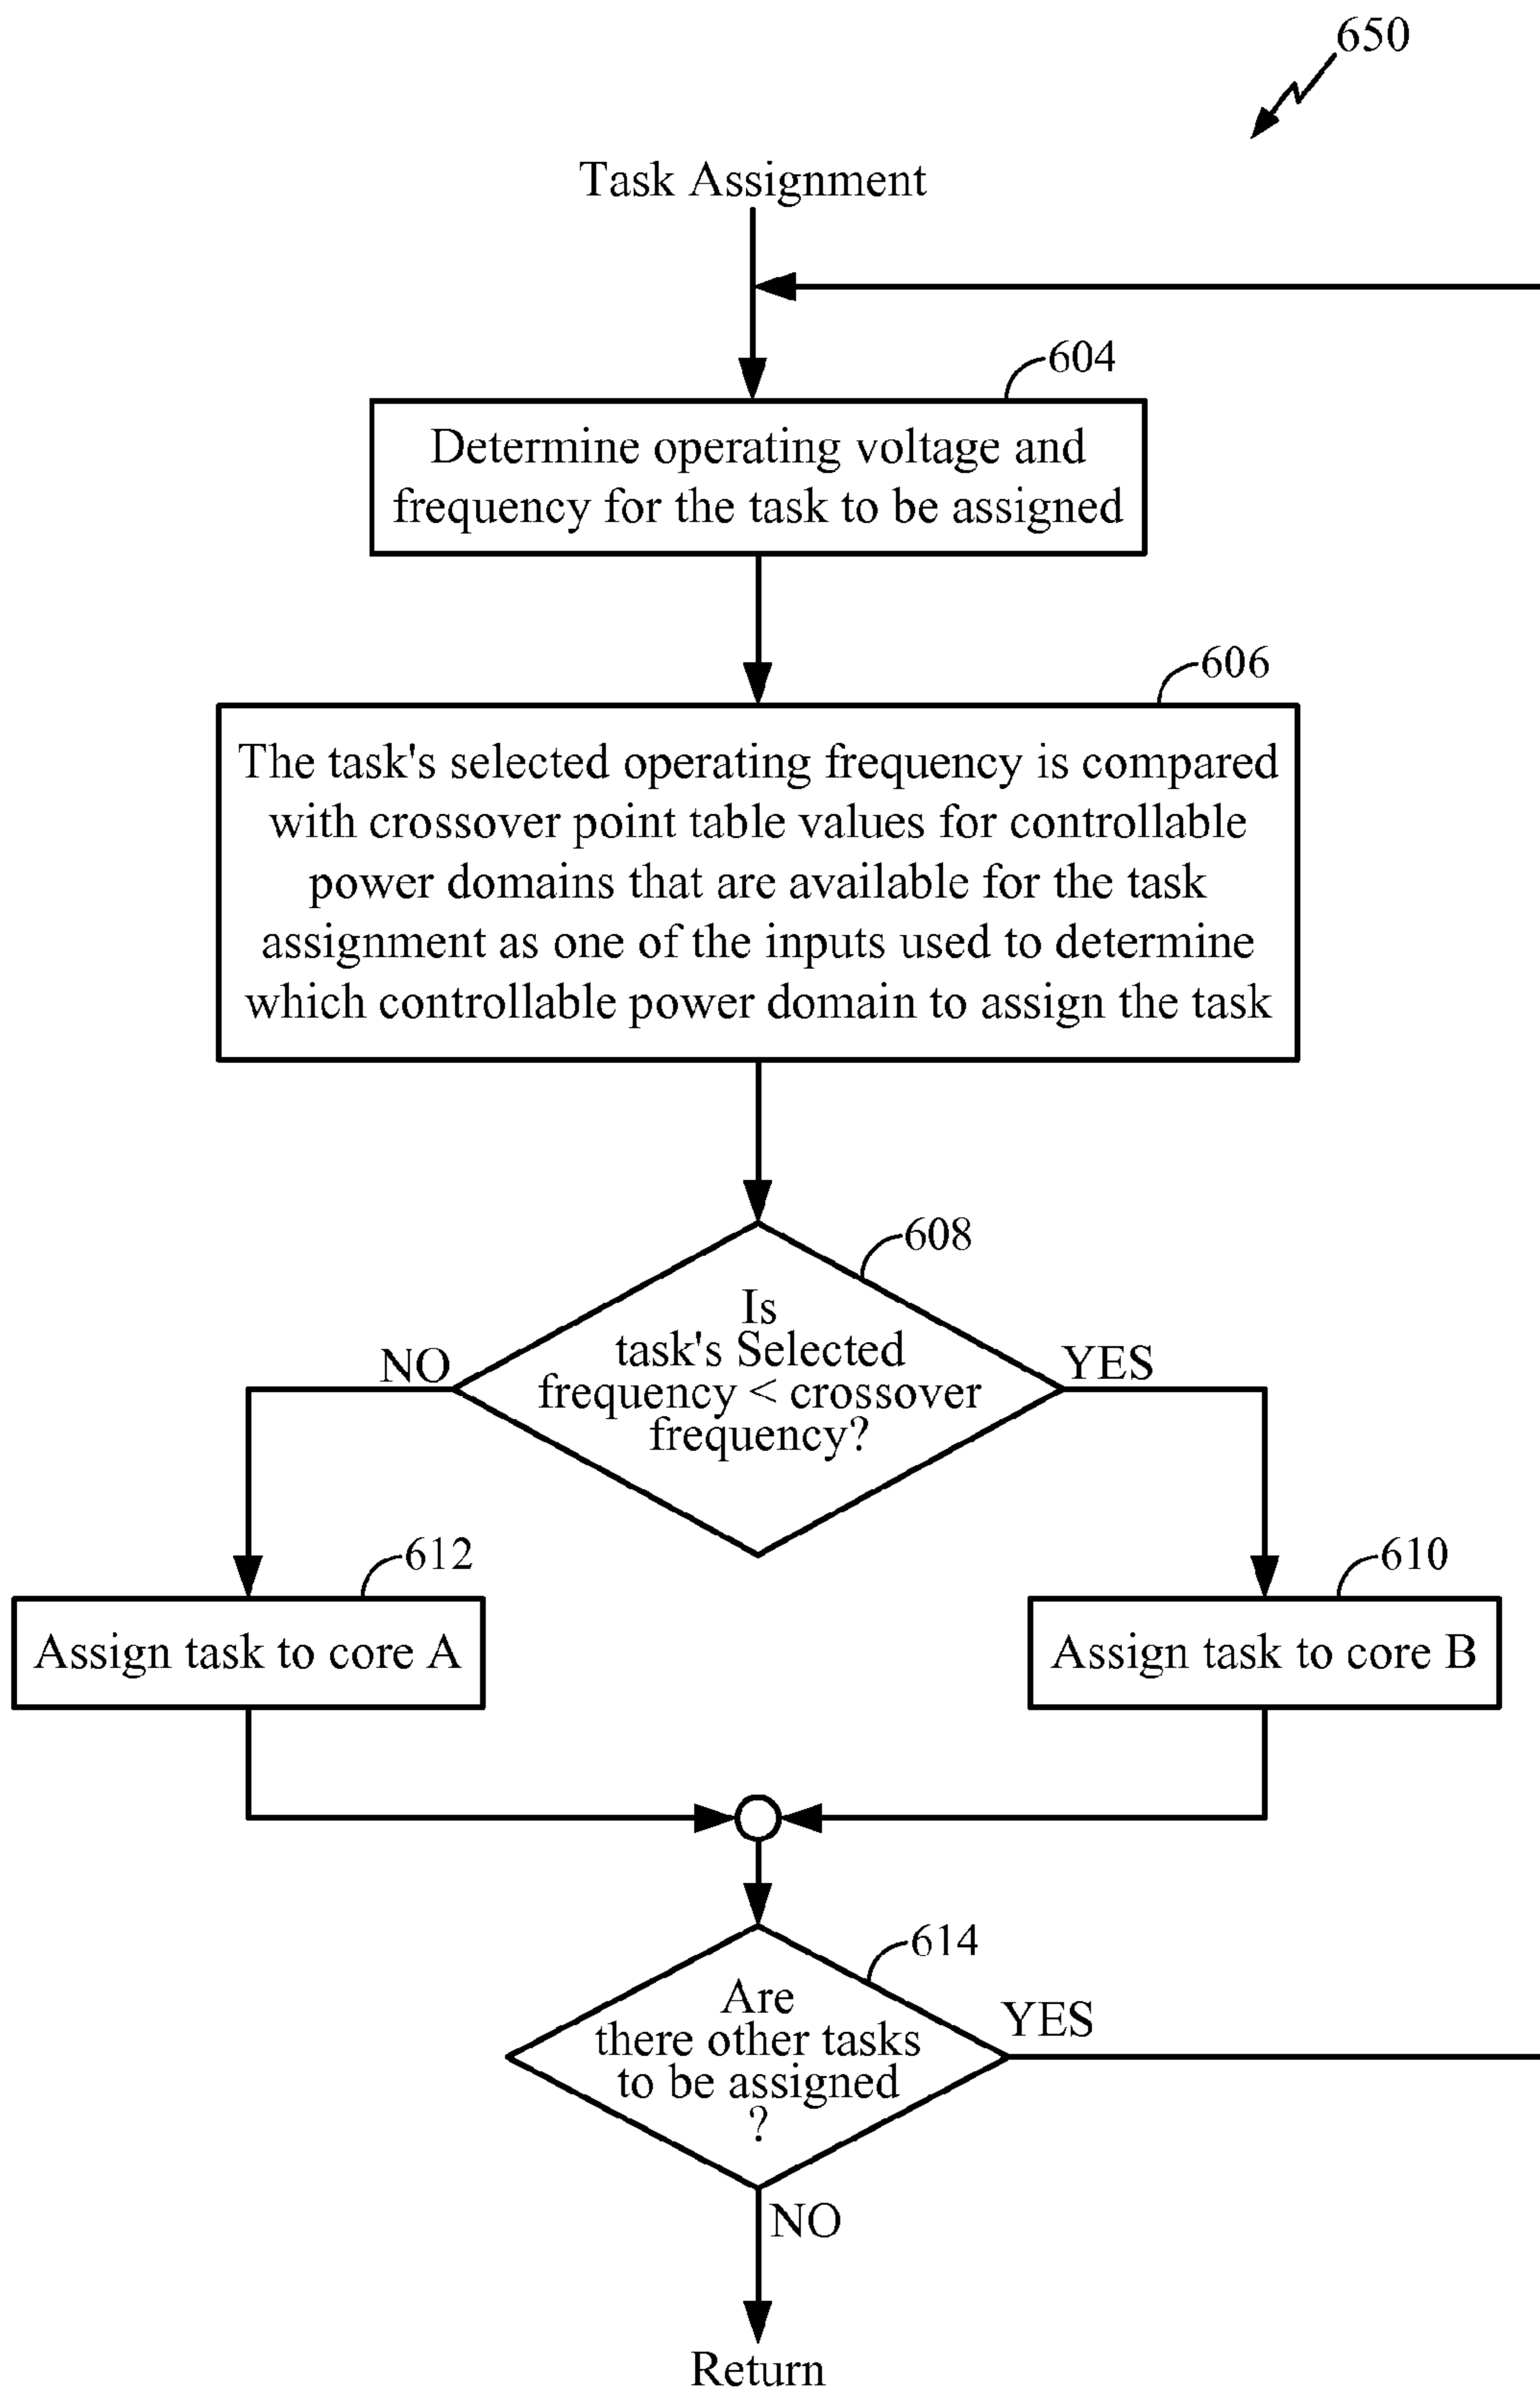 650
Task Assignment
604
Determine operating voltage and
frequency for the task to be assigned
606
The task's selected operating frequency is compared
with crossover point table values for controllable
power domains that are available for the task
assignment as one of the inputs used to determine
which controllable power domain to assign the task
608
Is
task's Selected
frequency < crossover
frequency?
NO
YES
612
Assign task to core A
610
Assign task to core B
614
Are
there other tasks
to be assigned
?
YES
NO
Return